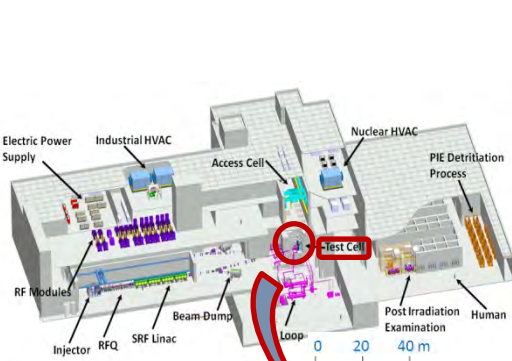 Electric Power
Supply
Industrial HVAC
Access Cell
Nuclear HVAC
PIE Detritiation
Process
Test Cell
RF Modules
Injector
RFQ
SRF Linac
Beam Dump
Loop
Post Irradiation
Examination
Human
0 20 40 m